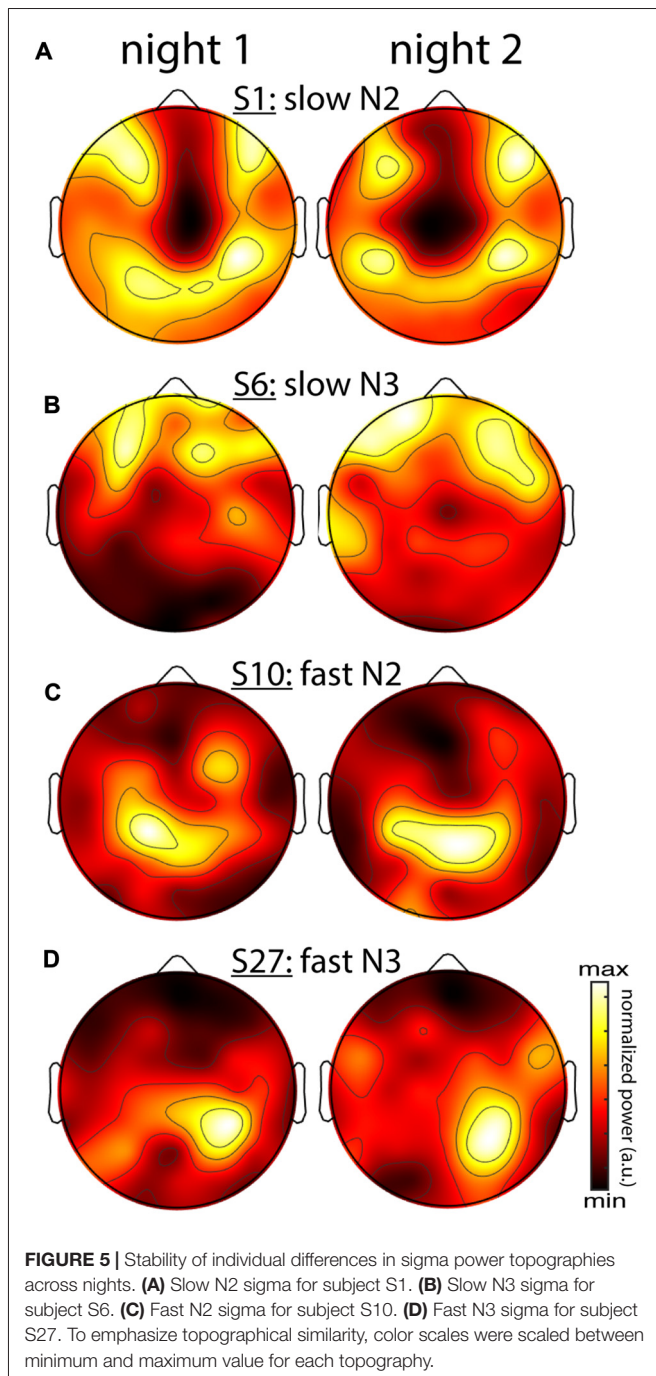 night 1 night 2
A
S1: slow N2
B
S6: slow N3
C
S10: fast N2
D
S27: fast N3
max
normalized power (a.u.)
min
FIGURE 5 | Stability of individual differences in sigma power topographies
across nights. (A) Slow N2 sigma for subject S1. (B) Slow N3 sigma for
subject S6. (C) Fast N2 sigma for subject S10. (D) Fast N3 sigma for subject
S27. To emphasize topographical similarity, color scales were scaled between
minimum and maximum value for each topography.